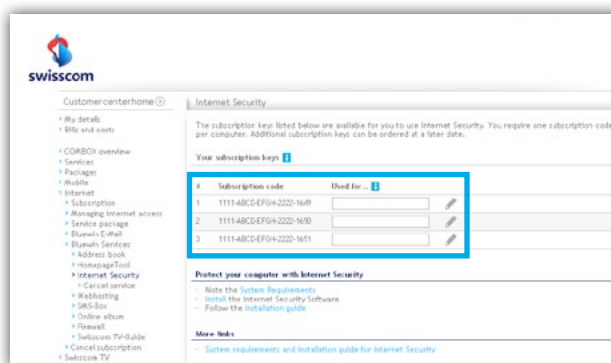 swisscom
Customercenterhome
My details
Bills and costs
COMBOX overview
Services
Packages
Mobile
Internet
Subscription
Managing internet access
Service package
Bluewin E-Mail
Bluewin Services
Address book
HomepageTool
Internet Security
Cancel service
Webhosting
SMS-Box
Online album
Firewall
Swisscom TV-Guide
Cancel subscription
Swisscom TV
Internet Security
The subscription keys listed below are available for you to use Internet Security. You require one subscription code
per computer. Additional subscription keys can be ordered at a later date.
Your subscription keys i
# Subscription code Used for ... i
1 1111-ABCD-EFGH-2222-1649
2 1111-ABCD-EFGH-2222-1650
3 1111-ABCD-EFGH-2222-1651
Protect your computer with Internet Security
- Note the System Requirements
- Install the Internet Security Software
- Follow the Installation guide
More links
- System requirements and installation guide for Internet Security